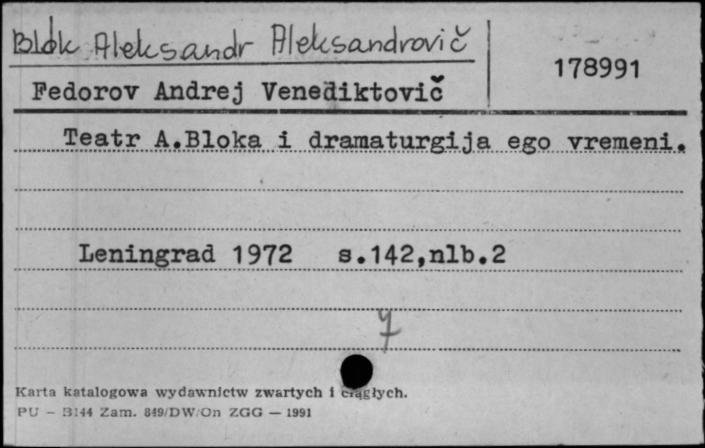 Blok Aleksandr Aleksandrovič
178991
Fedorov Andrej Venediktovič
Teatr A.Bloka i dramaturgija ego vremeni.
Leningrad 1972 s.142,nlb.2
y
Karta katalogowa wydawnictw zwartych i ciągłych.
PU – B144 Zam. 849/DW/On ZGG — 1991